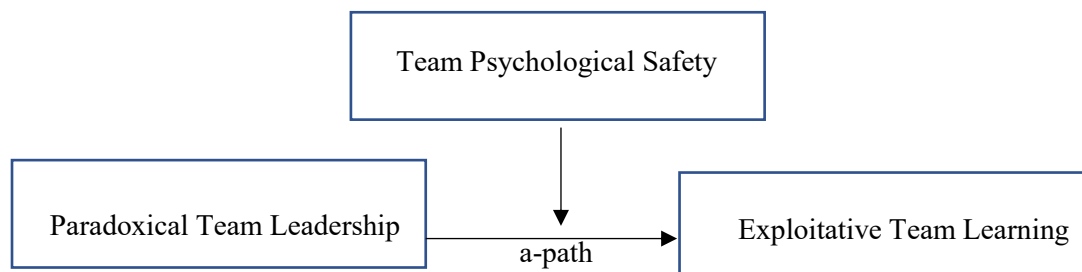 Team Psychological Safety
Paradoxical Team Leadership
a-path
Exploitative Team Learning